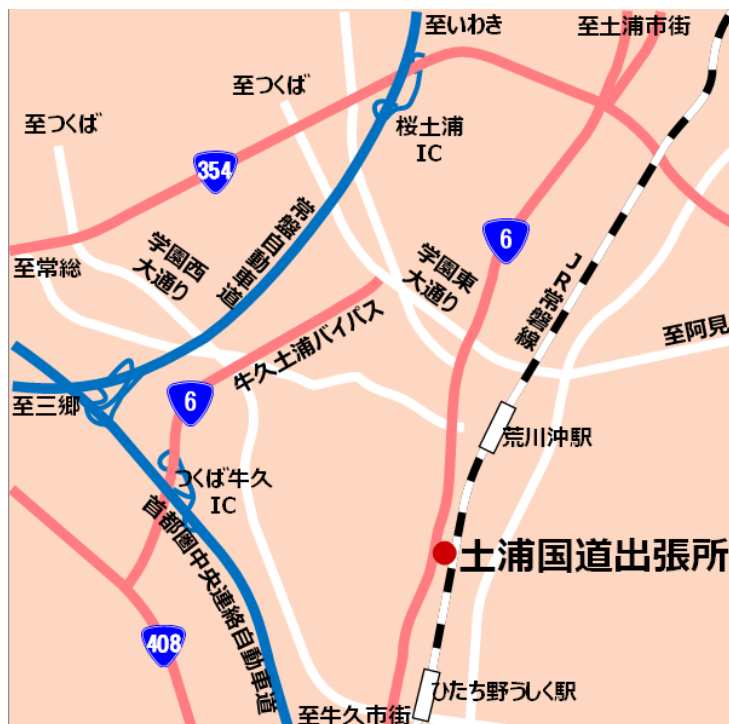 至いわき
至土浦市街
至つくば
至つくば
桜土浦
IC
354
6
常磐自動車道
学園西
大通り
学園東
大通り
JR常磐線
至常総
至阿見
牛久土浦バイパス
至三郷
6
荒川沖駅
つくば牛久
IC
首都圏中央連絡自動車道
土浦国道出張所
408
ひたち野うしく駅
至牛久市街